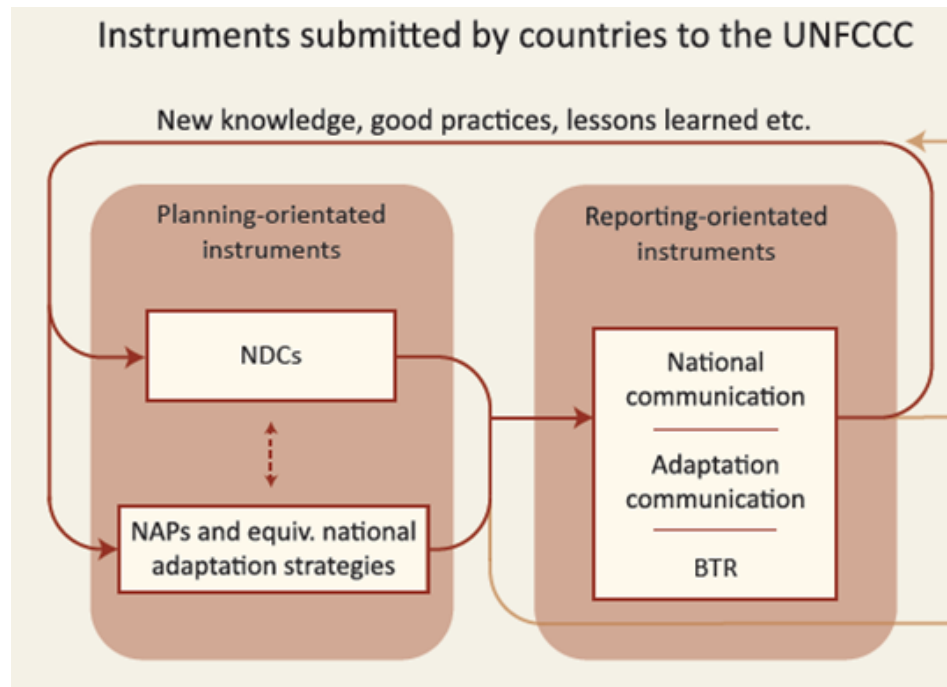 Instruments submitted by countries to the UNFCCC
New knowledge, good practices, lessons learned etc.
Planning-orientated
instruments
NDCs
NAPs and equiv. national
adaptation strategies
Reporting-orientated
instruments
National
communication
Adaptation
communication
BTR